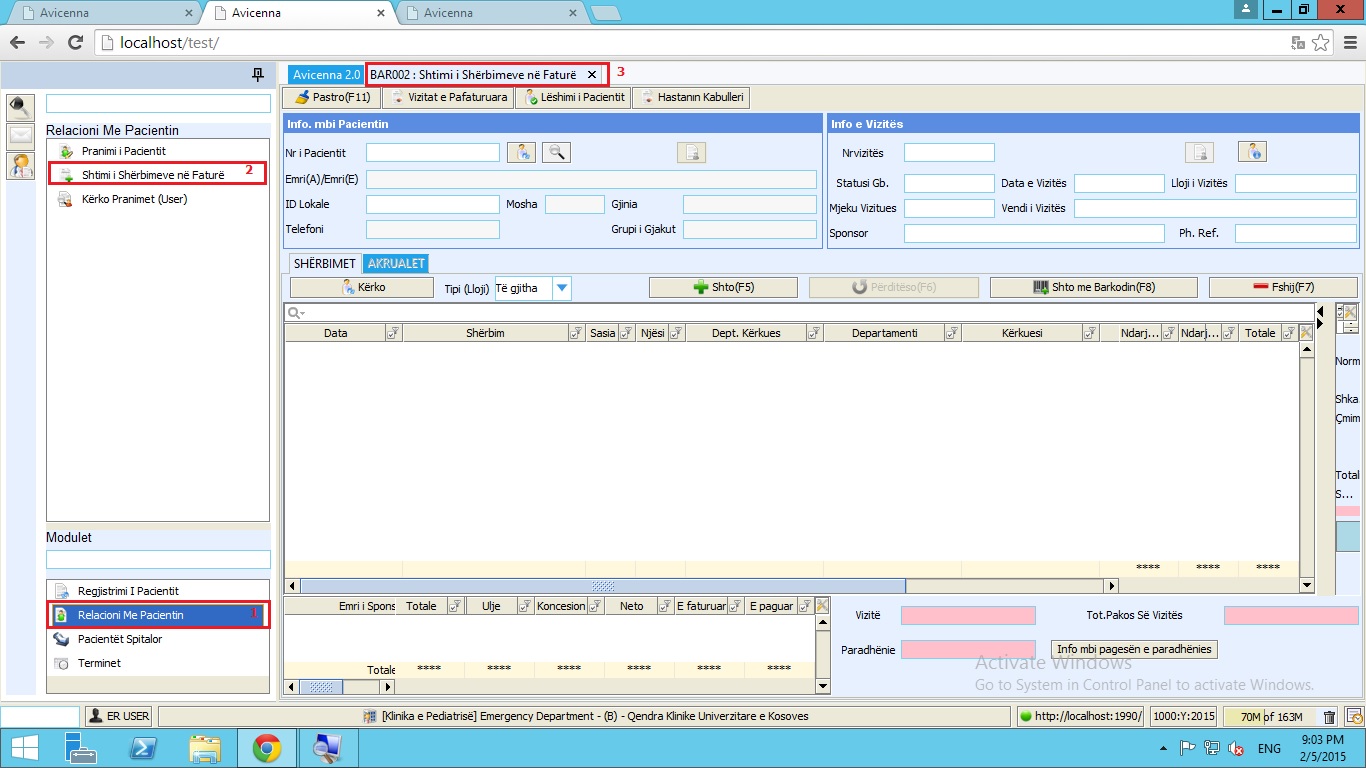 Avicenna
Avicenna
Avicenna
localhost/test/
Avicenna 2.0
BAR002 : Shtimi i Shërbimeve në Faturë
3
Pastro(F11)
Vizitat e Pafaturuara
Lëshimi i Pacientit
Hastanın Kabulleri
Relacioni Me Pacientin
Pranimi i Pacientit
Shtimi i Shërbimeve në Faturë
2
Kërko Pranimet (User)
Modulet
Regjistrimi I Pacientit
Relacioni Me Pacientin
1
Pacientët Spitalor
Terminet
Info. mbi Pacientin
Nr i Pacientit
Emri(A)/Emri(E)
ID Lokale
Mosha
Gjinia
Telefoni
Grupi i Gjakut
Info e Vizitës
Nrvizitës
Statusi Gb.
Data e Vizitës
Lloji i Vizitës
Mjeku Vizitues
Vendi i Vizitës
Sponsor
Ph. Ref.
SHËRBIMET
AKRUALET
Kërko
Tipi (Lloji)
Të gjitha
Shto(F5)
Përditëso(F6)
Shto me Barkodin(F8)
Fshij(F7)
Data
Shërbim
Sasia
Njësi
Dept. Kërkues
Departamenti
Kërkuesi
Ndarj...
Ndarj...
Totale
Norm
Shka.
Çmim
Total
S...
**** **** ****
Emri i Spons
Totale
Ulje
Koncesion
Neto
E faturuar
E paguar
Totale
**** **** **** **** **** ****
Vizitë
Tot.Pakos Së Vizitës
Paradhënie
Info mbi pagesën e paradhënies
Activate Windows
Go to System in Control Panel to activate Windows.
ER USER
[Klinika e Pediatrisë] Emergency Department - (B) - Qendra Klinike Univerzitare e Kosoves
http://localhost:1990/
1000:Y:2015
70M of 163M
ENG
9:03 PM
2/5/2015